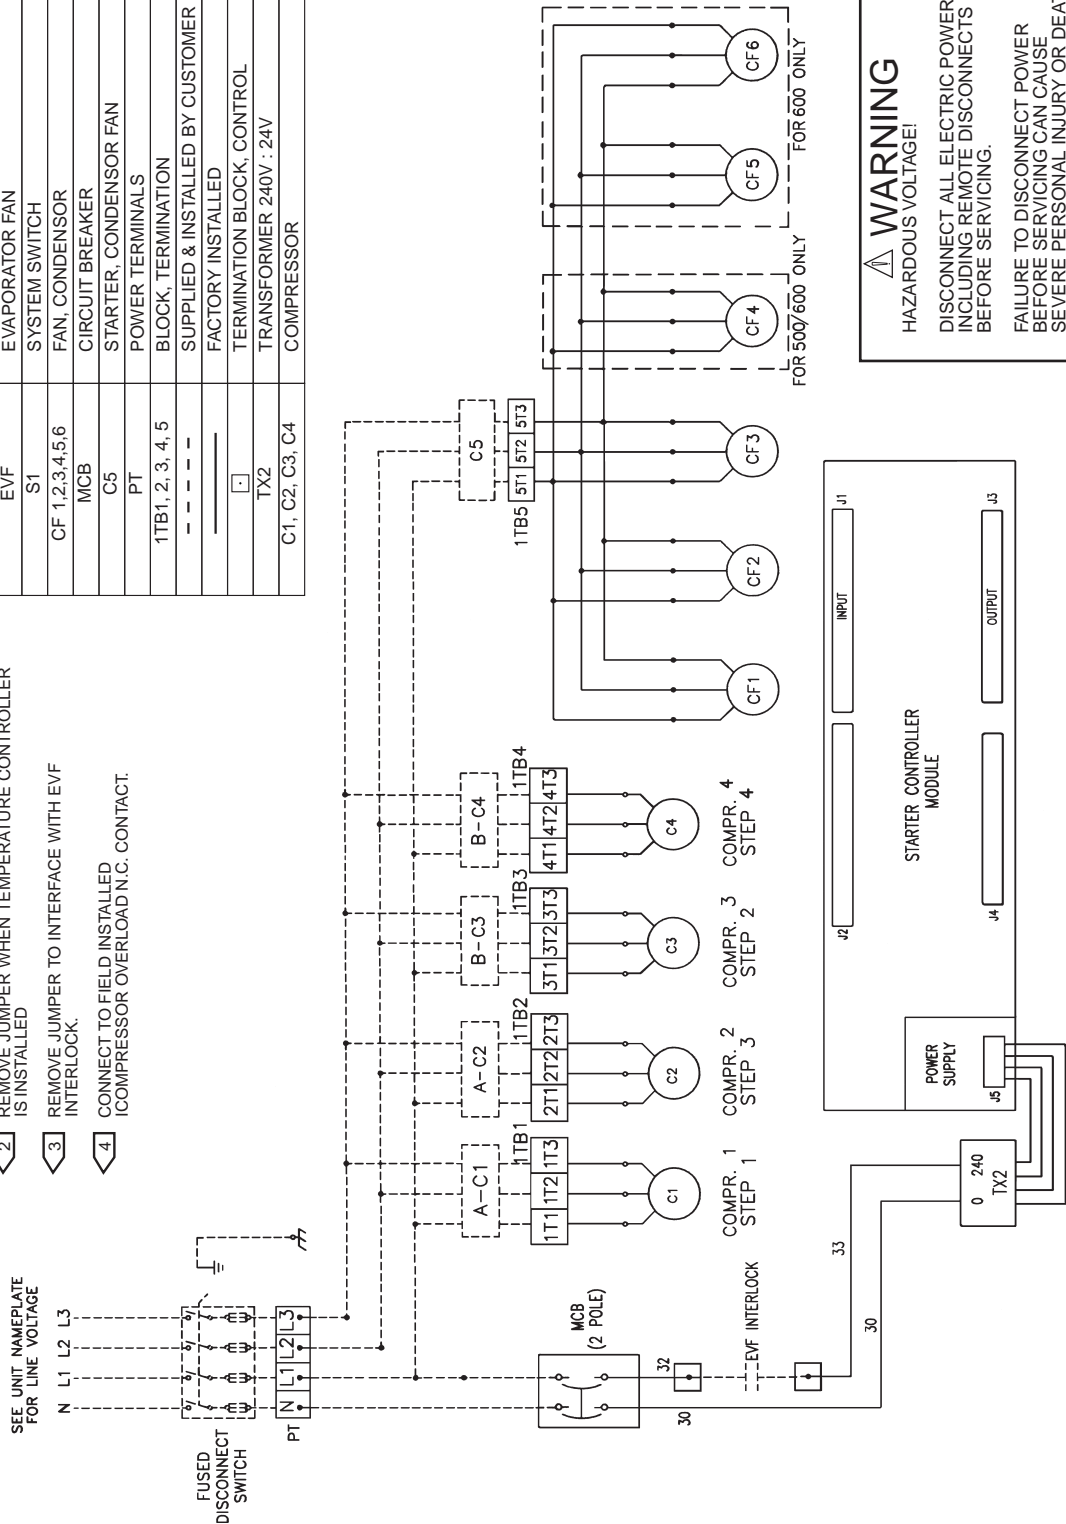 SEE UNIT NAMEPLATE
FOR LINE VOLTAGE
N L1 L2 L3
FUSED
DISCONNECT
SWITCH
N L1 L2 L3
PT
2
REMOVE JUMPER WHEN TEMPERATURE CONTROLLER
IS INSTALLED
3
REMOVE JUMPER TO INTERFACE WITH EVF
INTERLOCK.
4
CONNECT TO FIELD INSTALLED
ICOMPRESSOR OVERLOAD N.C. CONTACT.
EVF EVAPORATOR FAN
S1 SYSTEM SWITCH
CF 1,2,3,4,5,6 FAN, CONDENSOR
MCB CIRCUIT BREAKER
C5 STARTER, CONDENSOR FAN
PT POWER TERMINALS
1TB1, 2, 3, 4, 5 BLOCK, TERMINATION
SUPPLIED & INSTALLED BY CUSTOMER
FACTORY INSTALLED
TERMINATION BLOCK, CONTROL
TX2 TRANSFORMER 240V : 24V
C1, C2, C3, C4 COMPRESSOR
A-C1
1TB1
1T1 1T2 1T3
C1
COMPR. 1
STEP 1
A-C2
1TB2
2T1 2T2 2T3
C2
COMPR. 2
STEP 3
B-C3
1TB3
3T1 3T2 3T3
C3
COMPR. 3
STEP 2
B-C4
1TB4
4T1 4T2 4T3
C4
COMPR. 4
STEP 4
C5
1TB5
5T1 5T2 5T3
CF1
CF2
CF3
CF4
FOR 500/600 ONLY
CF5
CF6
FOR 600 ONLY
MCB
(2 POLE)
32
30
EVF INTERLOCK
33
30
0 240
TX2
POWER
SUPPLY
J5
STARTER CONTROLLER
MODULE
J2
INPUT
J1
J4
OUTPUT
J3
WARNING
HAZARDOUS VOLTAGE!
DISCONNECT ALL ELECTRIC POWER
INCLUDING REMOTE DISCONNECTS
BEFORE SERVICING.
FAILURE TO DISCONNECT POWER
BEFORE SERVICING CAN CAUSE
SEVERE PERSONAL INJURY OR DEAT